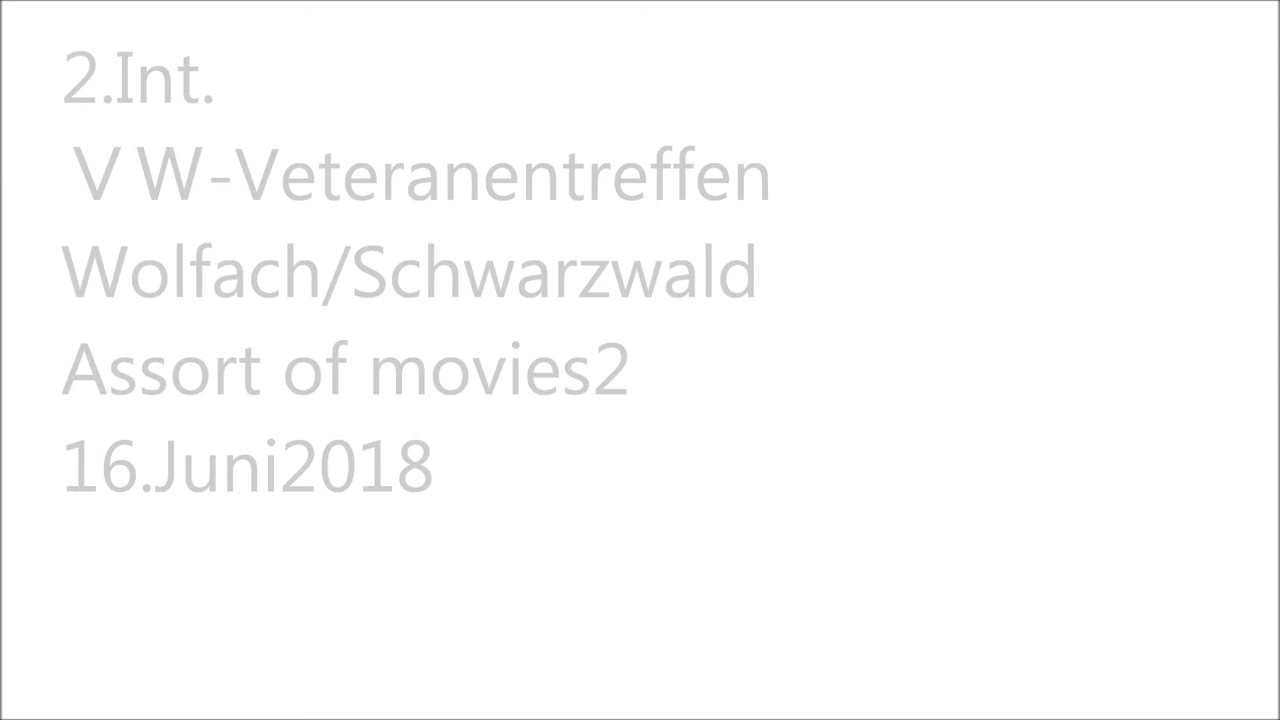 2.Int.
V W-Veteranentreffen
Wolfach/Schwarzwald
Assort of movies2
16.Juni2018